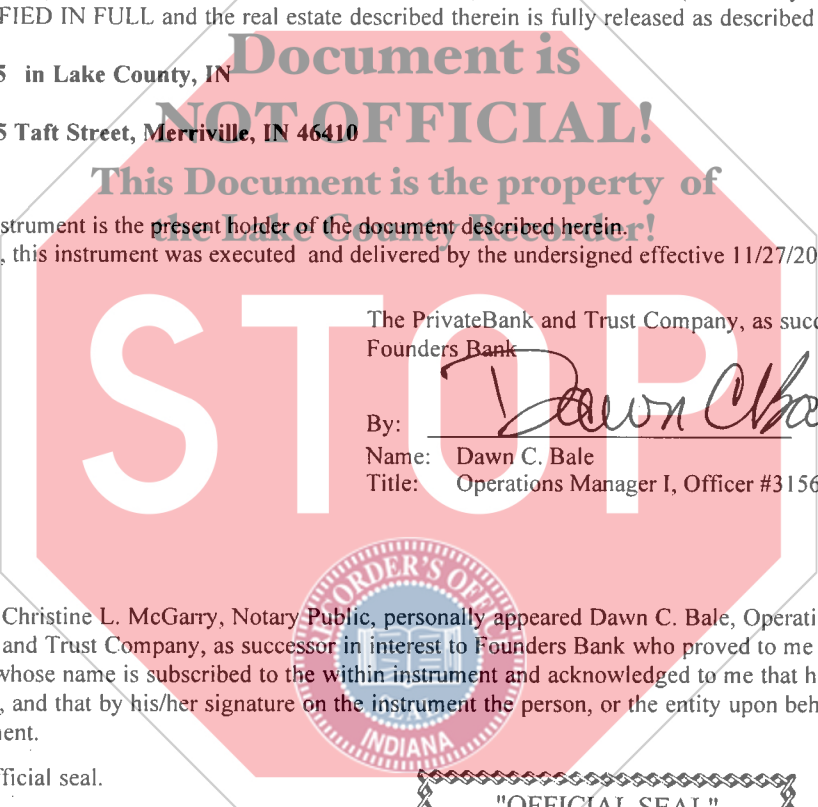 FIED IN FULL and the real estate described therein is fully released as described
Document is
5 in Lake County, IN
NOT OFFICIAL!
5 Taft Street, Merriville, IN 46410
This Document is the property of
strument is the present holder of the document described herein.
the Lake County Recorder!
, this instrument was executed and delivered by the undersigned effective 11/27/20
STOP
The PrivateBank and Trust Company, as succ
Founders Bank
Dawn C Ba
By:
Name: Dawn C. Bale
Title: Operations Manager I, Officer #3156
RECORDER'S OFFICE
Christine L. McGarry, Notary Public, personally appeared Dawn C. Bale, Operati
and Trust Company, as successor in interest to Founders Bank who proved to me
whose name is subscribed to the within instrument and acknowledged to me that h
, and that by his/her signature on the instrument the person, or the entity upon beh
SEAL
ent.
INDIANA
ficial seal.
"OFFICIAL SEAL"